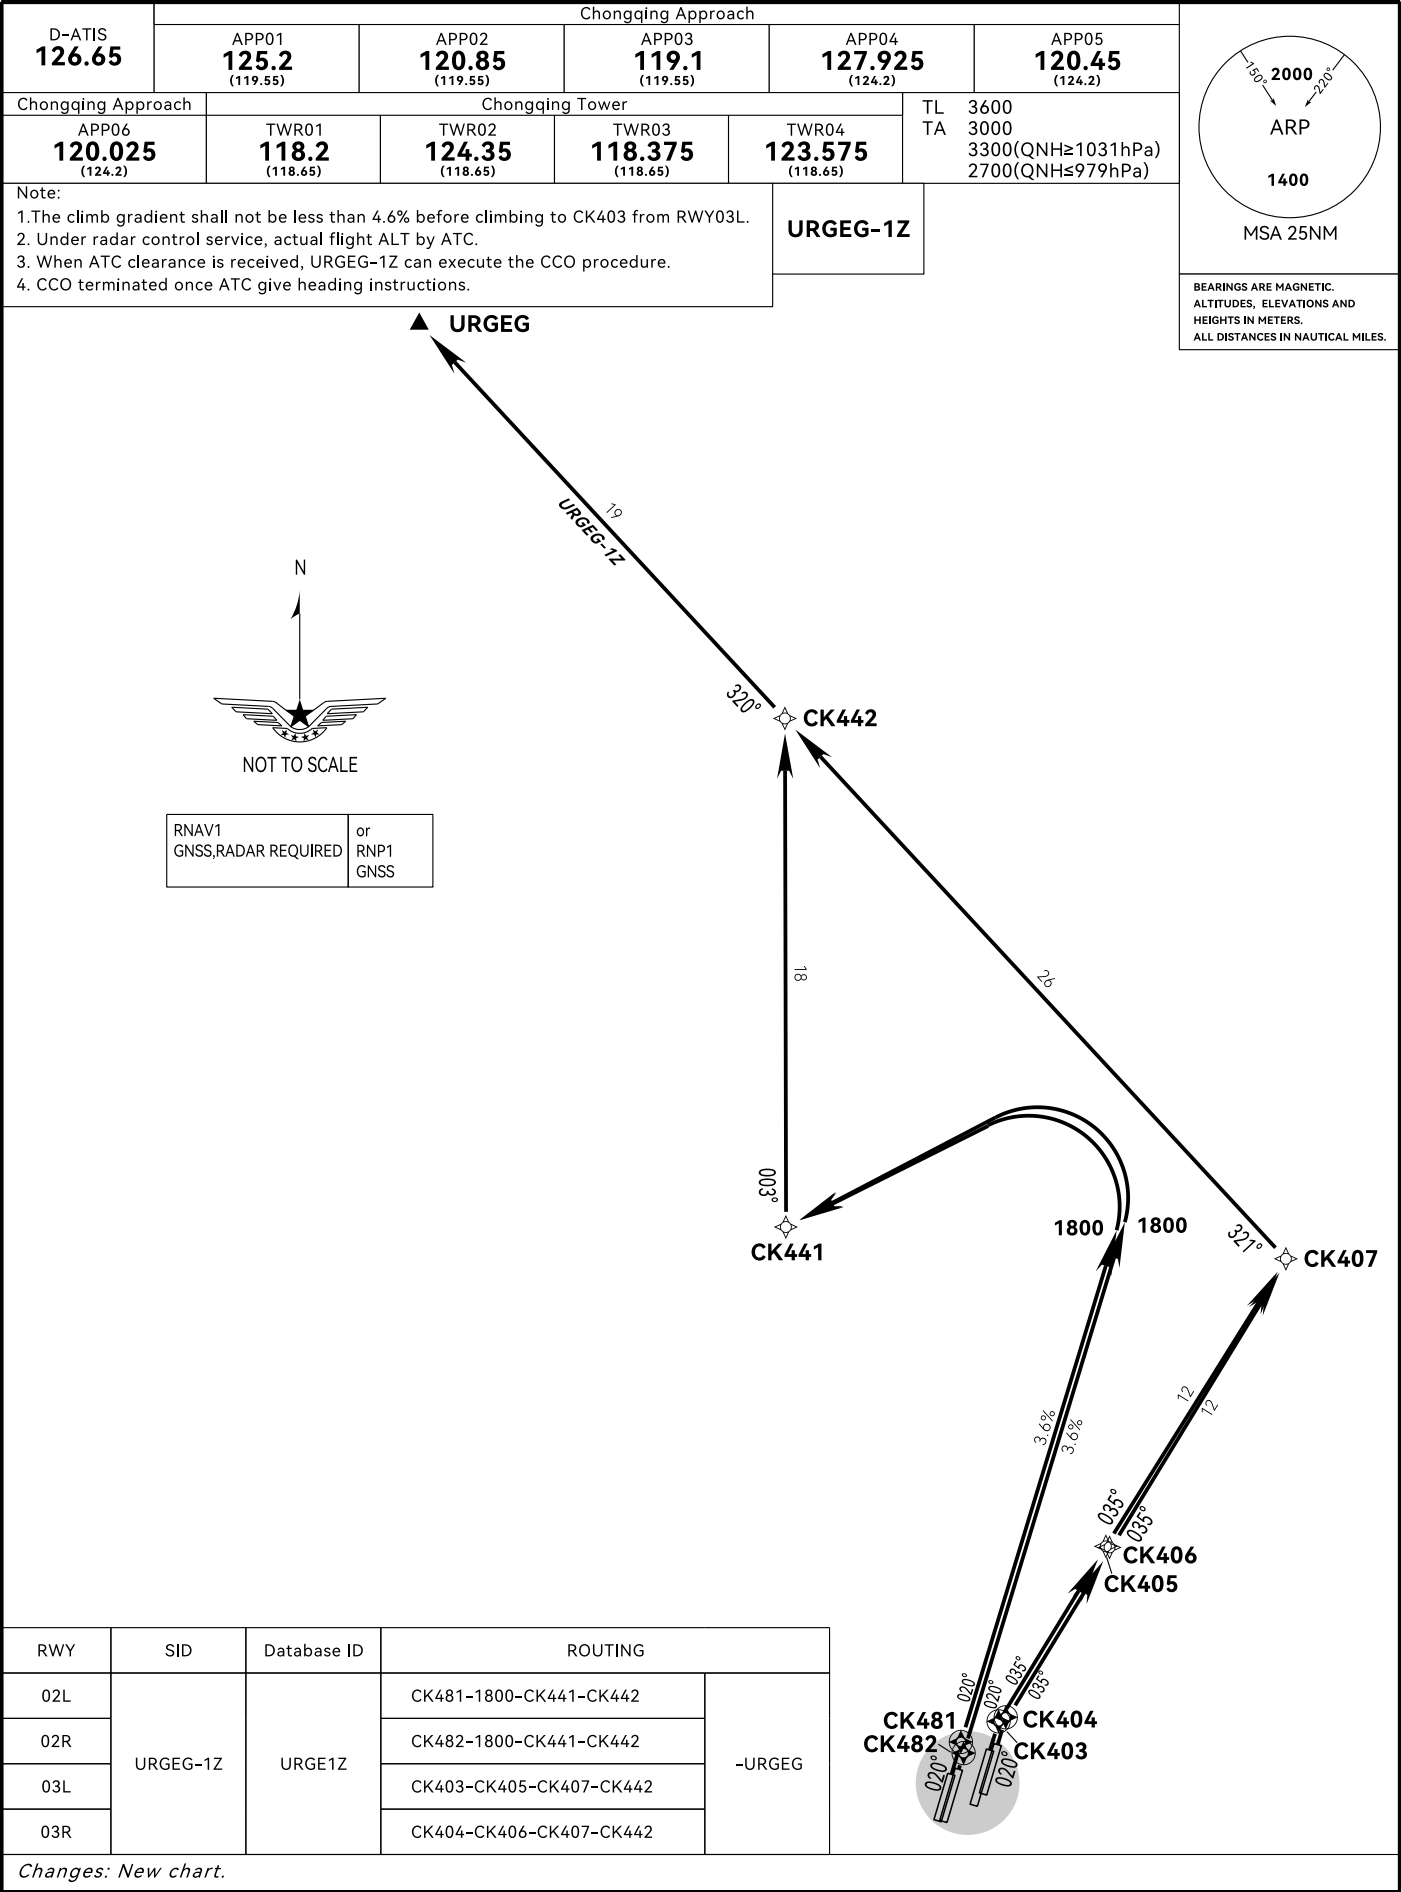 Chongqing Approach
D-ATIS
126.65
APP01
125.2
(119.55)
APP02
120.85
(119.55)
APP03
119.1
(119.55)
APP04
127.925
(124.2)
APP05
120.45
(124.2)
Chongqing Approach
Chongqing Tower
APP06
120.025
(124.2)
TWR01
118.2
(118.65)
TWR02
124.35
(118.65)
TWR03
118.375
(118.65)
TWR04
123.575
(118.65)
TL 3600
TA 3000
3300(QNH≥1031hPa)
2700(QNH≤979hPa)
150°
2000
220°
ARP
1400
MSA 25NM
BEARINGS ARE MAGNETIC.
ALTITUDES, ELEVATIONS AND
HEIGHTS IN METERS.
ALL DISTANCES IN NAUTICAL MILES.
Note:
1.The climb gradient shall not be less than 4.6% before climbing to CK403 from RWY03L.
2. Under radar control service, actual flight ALT by ATC.
3. When ATC clearance is received, URGEG-1Z can execute the CCO procedure.
4. CCO terminated once ATC give heading instructions.
URGEG-1Z
URGEG
19
URGEG-1Z
N
NOT TO SCALE
320°
CK442
RNAV1
GNSS,RADAR REQUIRED
or
RNP1
GNSS
18
26
003°
CK441
1800
1800
321°
CK407
12
12
3.6%
3.6%
035°
035°
CK406
CK405
035°
035°
020°
020°
CK481
CK482
CK404
CK403
020°
020°
RWY SID Database ID ROUTING
02L CK481-1800-CK441-CK442
02R CK482-1800-CK441-CK442
URGEG-1Z URGE1Z -URGEG
03L CK403-CK405-CK407-CK442
03R CK404-CK406-CK407-CK442
Changes: New chart.